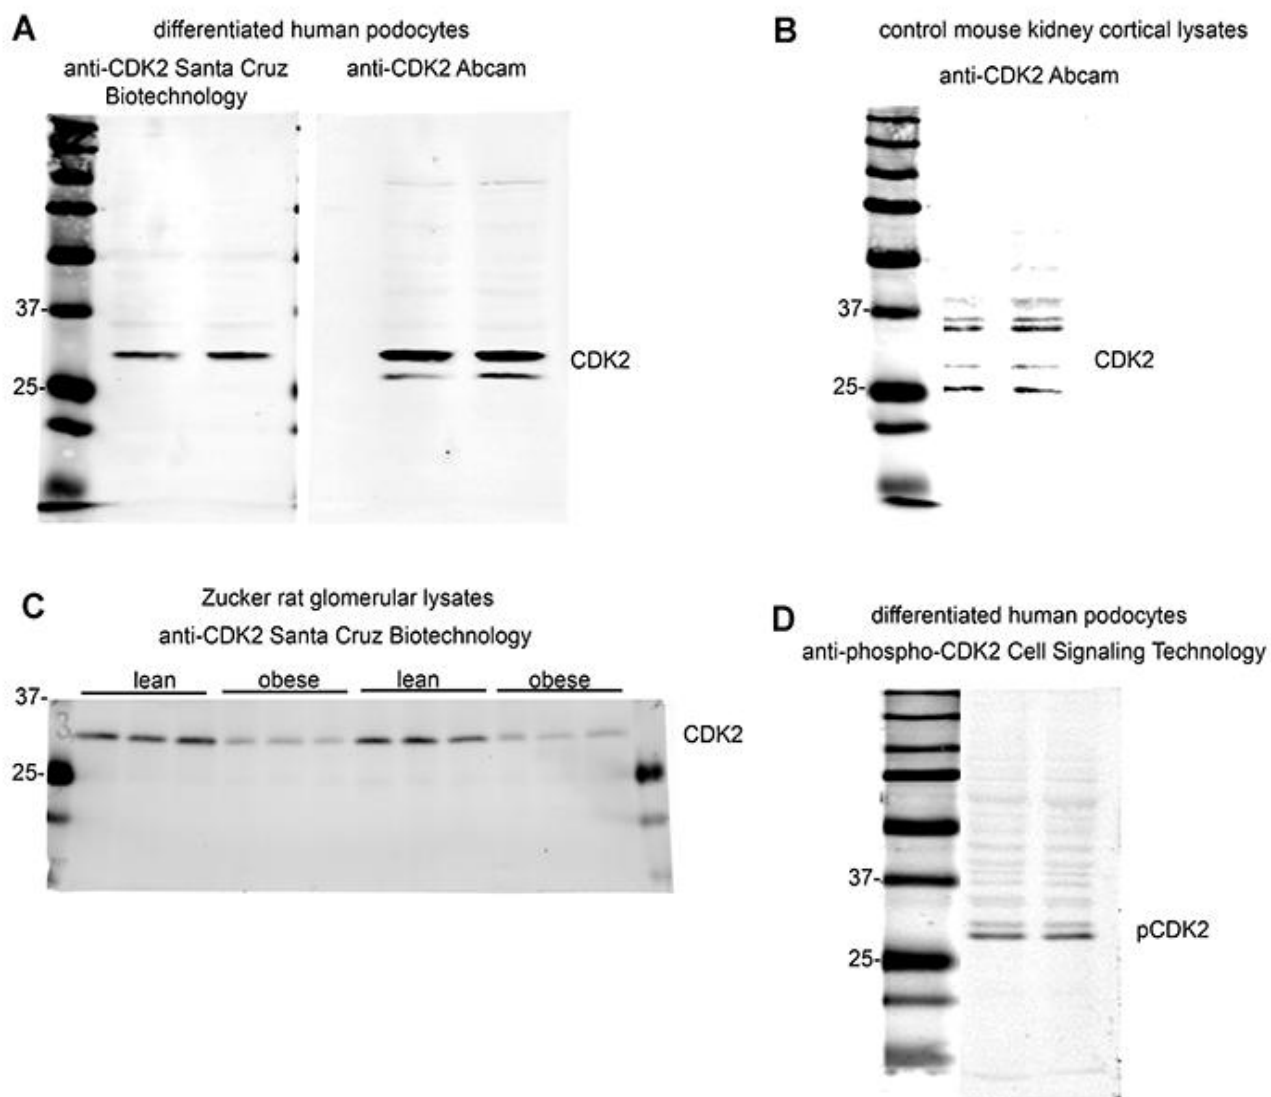 A
differentiated human podocytes
anti-CDK2 Santa Cruz
Biotechnology
anti-CDK2 Abcam
37-
25-
CDK2
B
control mouse kidney cortical lysates
anti-CDK2 Abcam
37-
25-
CDK2
C
Zucker rat glomerular lysates
anti-CDK2 Santa Cruz Biotechnology
lean obese lean obese
37-
3
25-
CDK2
D
differentiated human podocytes
anti-phospho-CDK2 Cell Signaling Technology
37-
25-
pCDK2